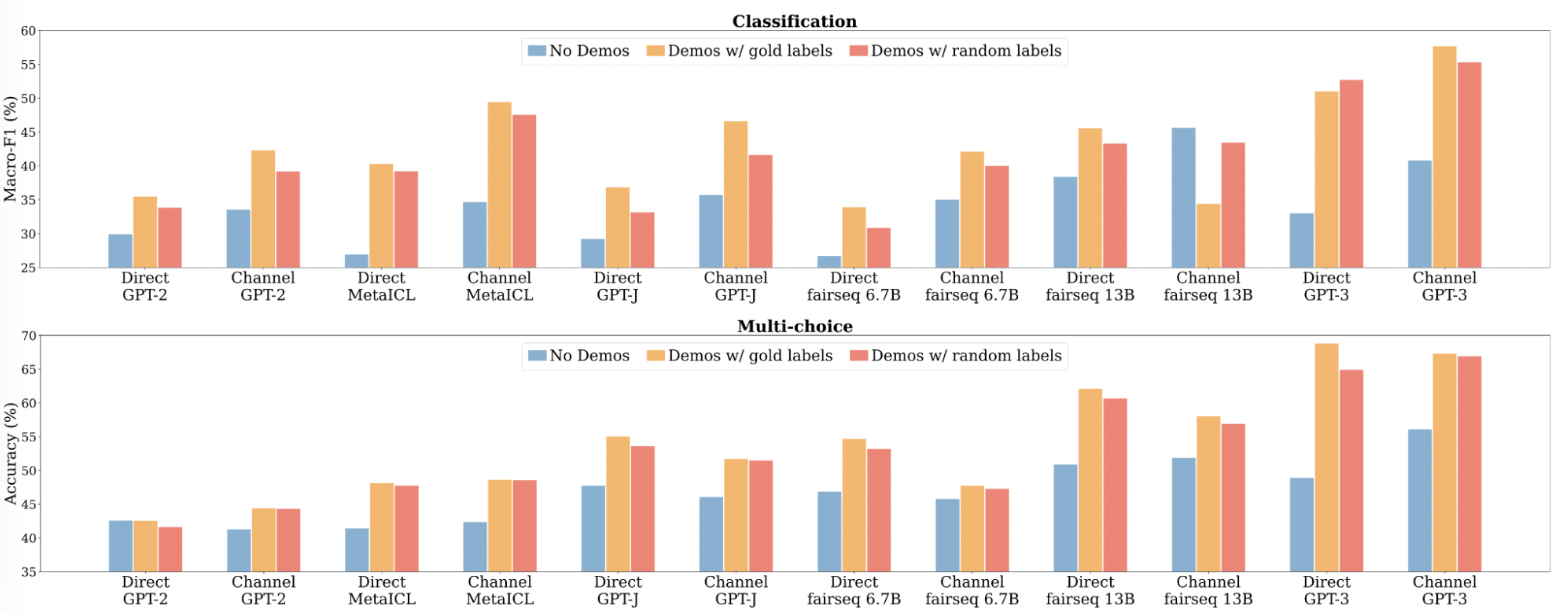 Classification
No Demos Demos w/ gold labels Demos w/ random labels
Macro-F1 (%)
60
55
50
45
40
35
30
25
Direct Channel Direct Channel Direct Channel Direct Channel Direct Channel Direct Channel
GPT-2 GPT-2 MetaICL MetaICL GPT-J GPT-J fairseq 6.7B fairseq 6.7B fairseq 13B fairseq 13B GPT-3 GPT-3
Multi-choice
No Demos Demos w/ gold labels Demos w/ random labels
Accuracy (%)
70
65
60
55
50
45
40
35
Direct Channel Direct Channel Direct Channel Direct Channel Direct Channel Direct Channel
GPT-2 GPT-2 MetaICL MetaICL GPT-J GPT-J fairseq 6.7B fairseq 6.7B fairseq 13B fairseq 13B GPT-3 GPT-3